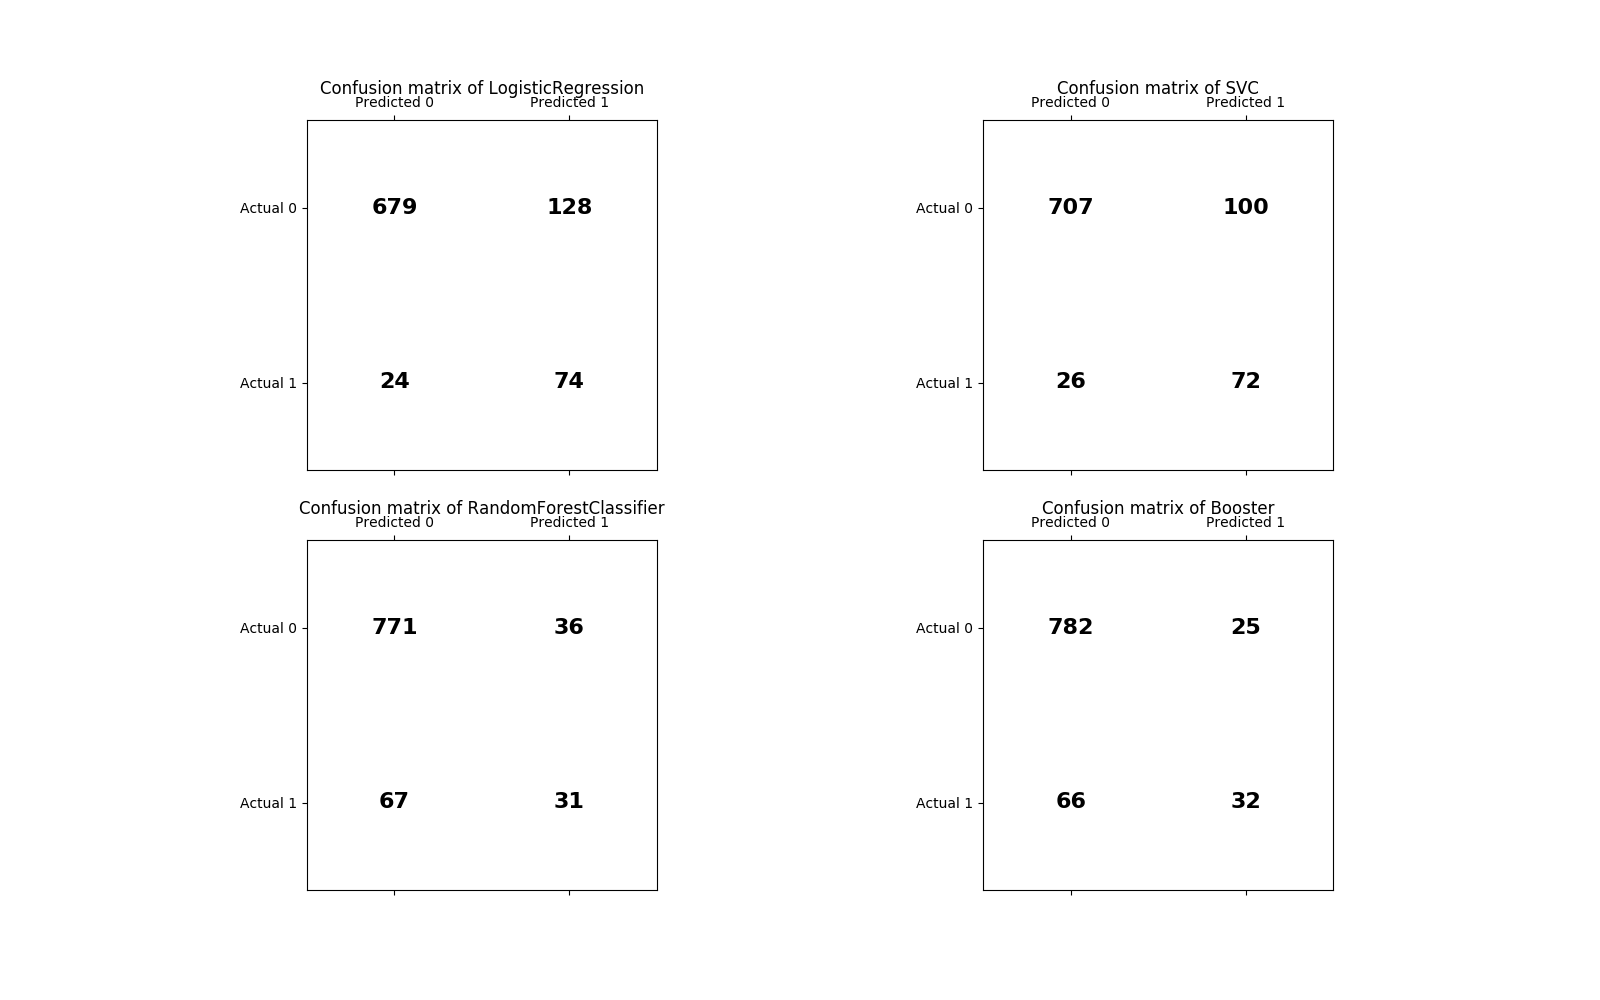 Confusion matrix of LogisticRegression
Predicted 0 Predicted 1
Actual 0 679 128
Actual 1 24 74
Confusion matrix of SVC
Predicted 0 Predicted 1
Actual 0 707 100
Actual 1 26 72
Confusion matrix of RandomForestClassifier
Predicted 0 Predicted 1
Actual 0 771 36
Actual 1 67 31
Confusion matrix of Booster
Predicted 0 Predicted 1
Actual 0 782 25
Actual 1 66 32